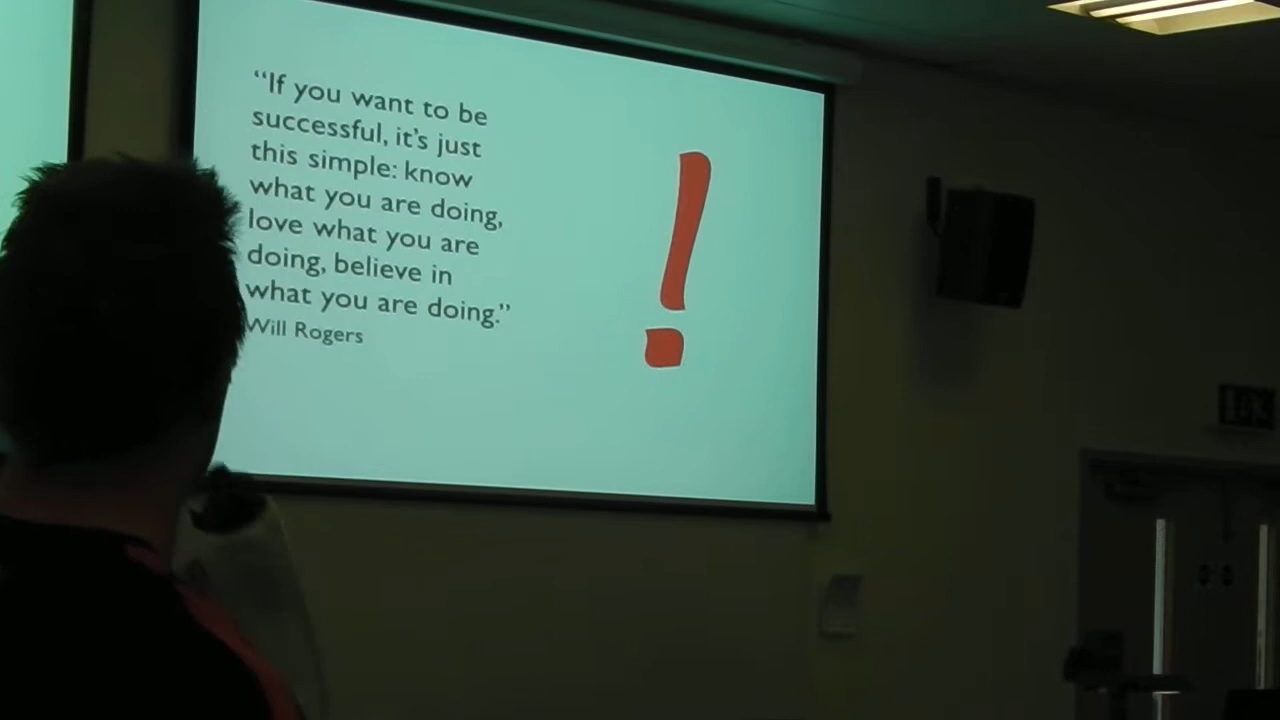 “If you want to be
successful, it’s just
this simple: know
what you are doing,
love what you are
doing, believe in
what you are doing.”
Will Rogers
!